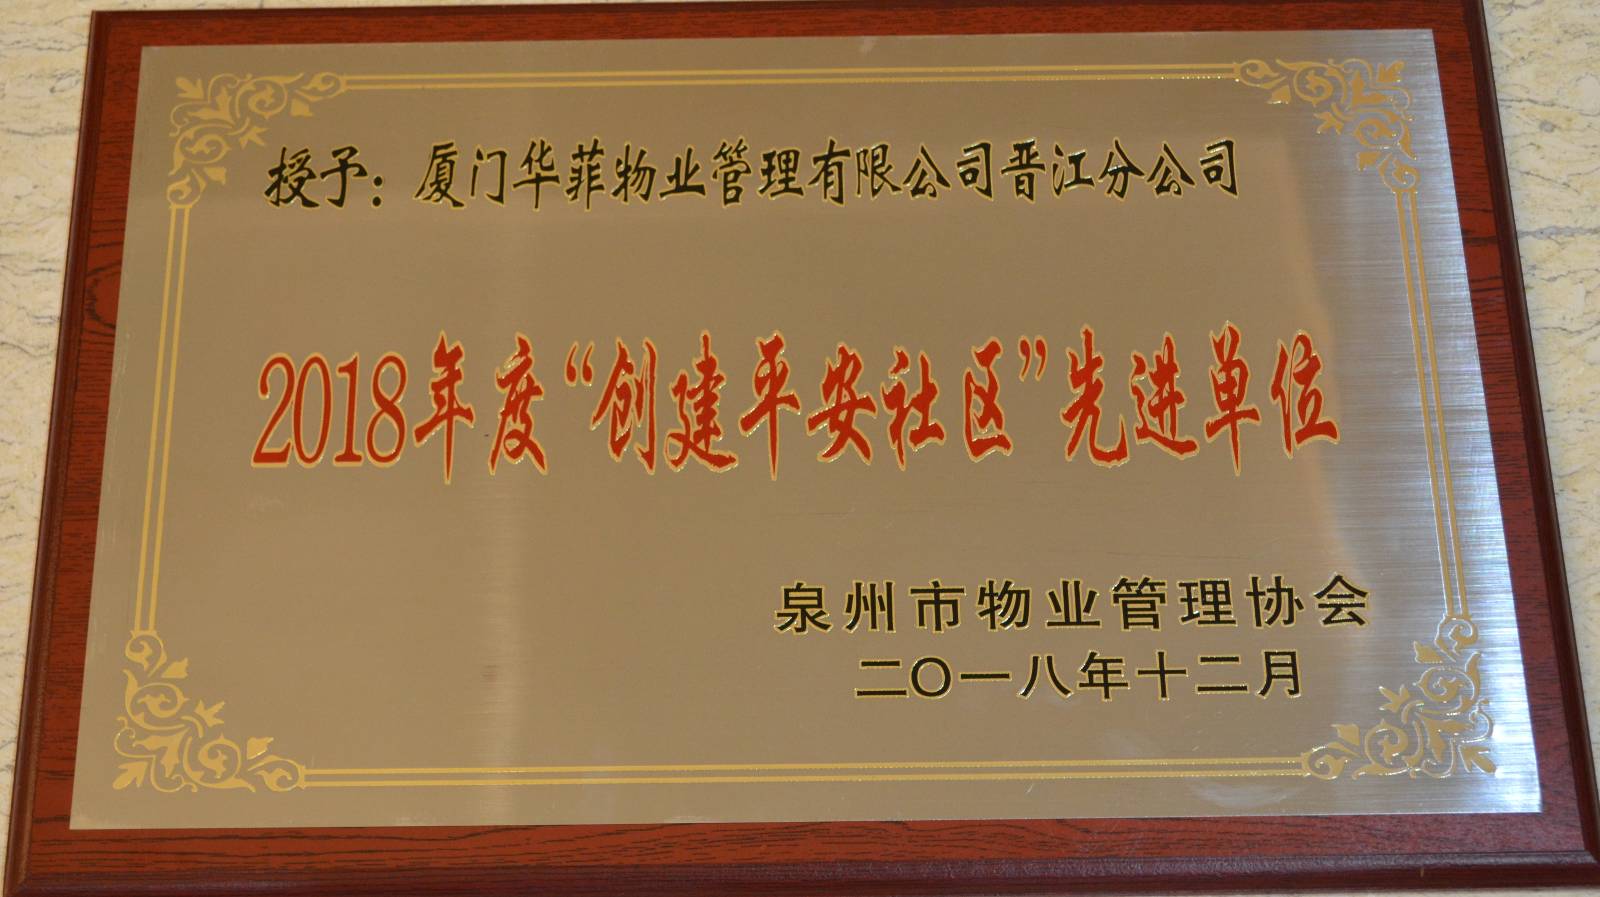 授予：厦门华菲物业管理有限公司晋江分公司
2018年度“创建平安社区”先进单位
泉州市物业管理协会
二〇一八年十二月